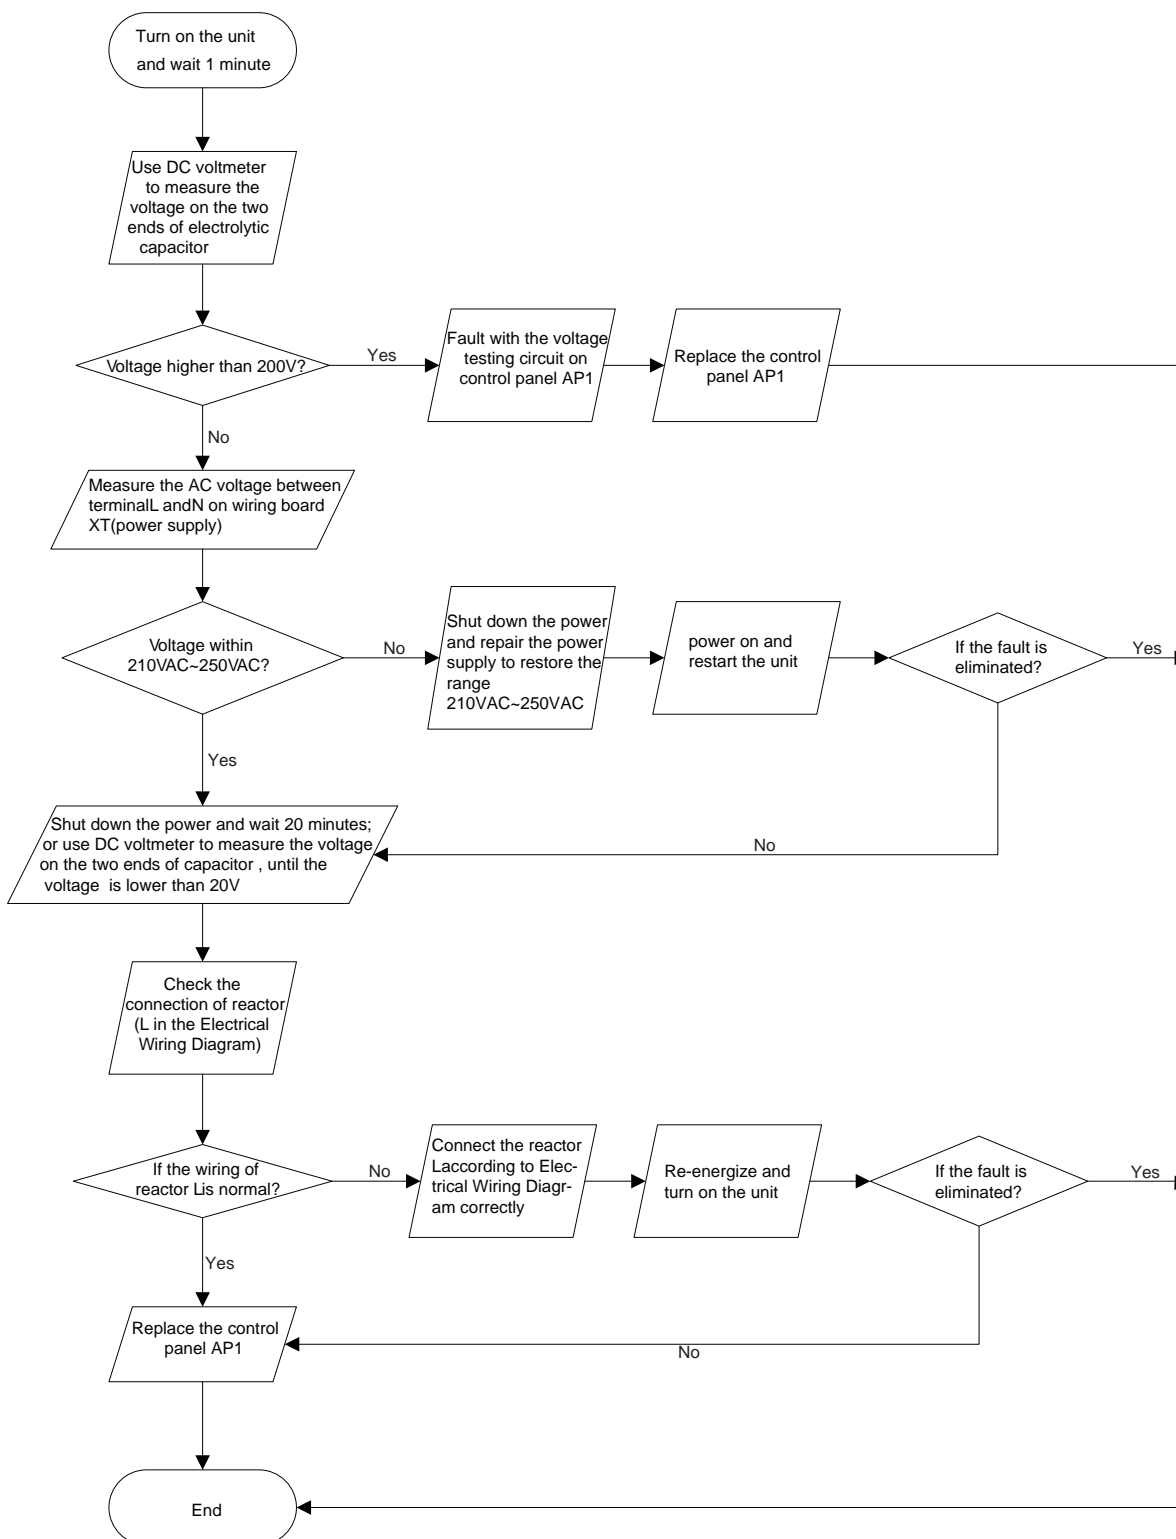 Turn on the unit
and wait 1 minute
Use DC voltmeter
to measure the
voltage on the two
ends of electrolytic
capacitor
Voltage higher than 200V?
Yes
Fault with the voltage
testing circuit on
control panel AP1
Replace the control
panel AP1
No
Measure the AC voltage between
terminalL andN on wiring board
XT(power supply)
Voltage within
210VAC~250VAC?
No
Shut down the power
and repair the power
supply to restore the
range
210VAC~250VAC
power on and
restart the unit
If the fault is
eliminated?
Yes
Yes
No
Shut down the power and wait 20 minutes;
or use DC voltmeter to measure the voltage
on the two ends of capacitor , until the
voltage is lower than 20V
Check the
connection of reactor
(L in the Electrical
Wiring Diagram)
If the wiring of
reactor Lis normal?
No
Connect the reactor
Laccording to Elec-
trical Wiring Diagr-
am correctly
Re-energize and
turn on the unit
If the fault is
eliminated?
Yes
Yes
No
Replace the control
panel AP1
End